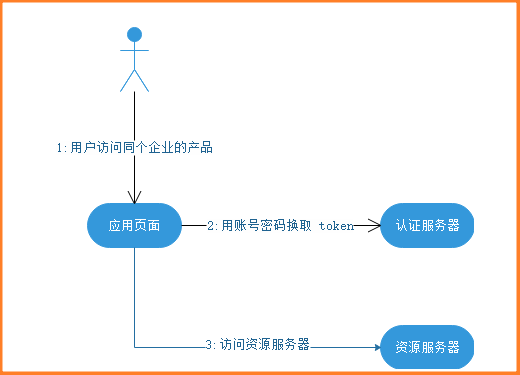 1:用户访问同个企业的产品
应用页面
2:用账号密码换取 token
认证服务器
3:访问资源服务器
资源服务器